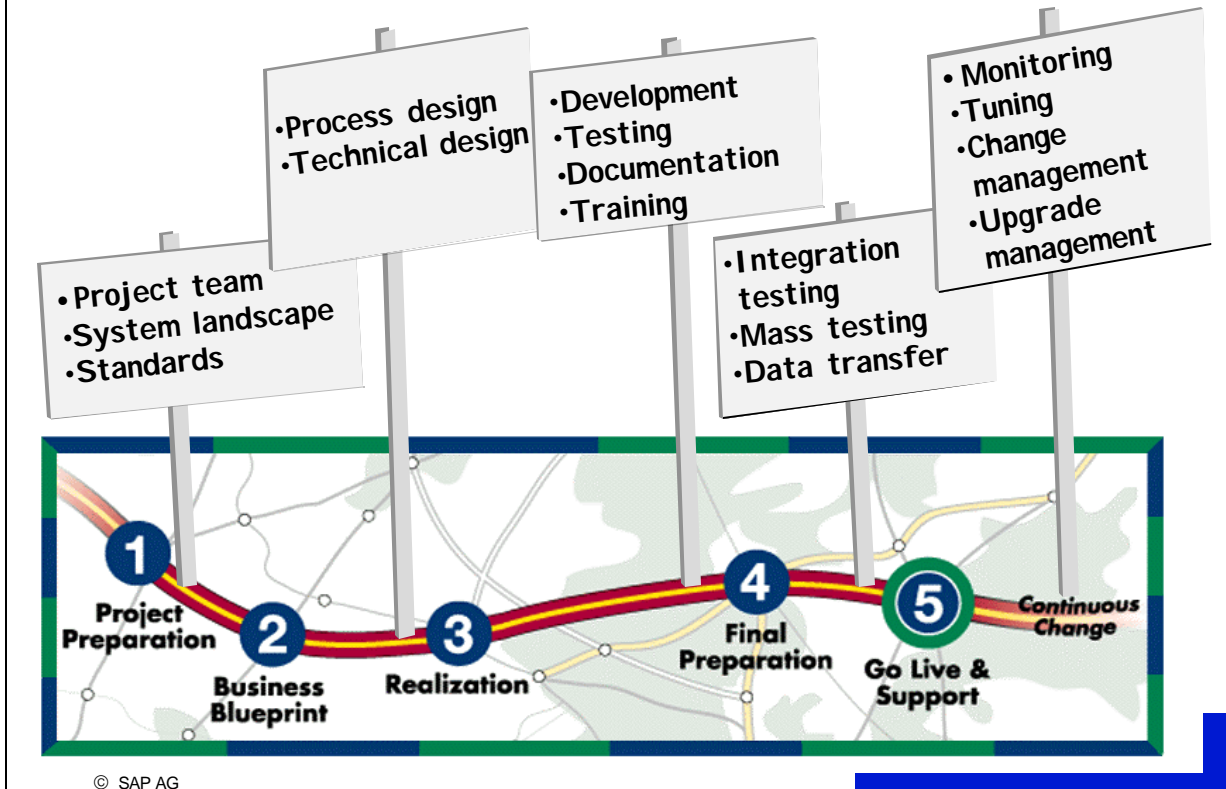 •Project team
•System landscape
•Standards
•Process design
•Technical design
•Development
•Testing
•Documentation
•Training
•Integration
testing
•Mass testing
•Data transfer
•Monitoring
•Tuning
•Change
management
•Upgrade
management
1
Project
Preparation
2
Business
Blueprint
3
Realization
4
Final
Preparation
5
Go Live &
Support
Continuous
Change
© SAP AG